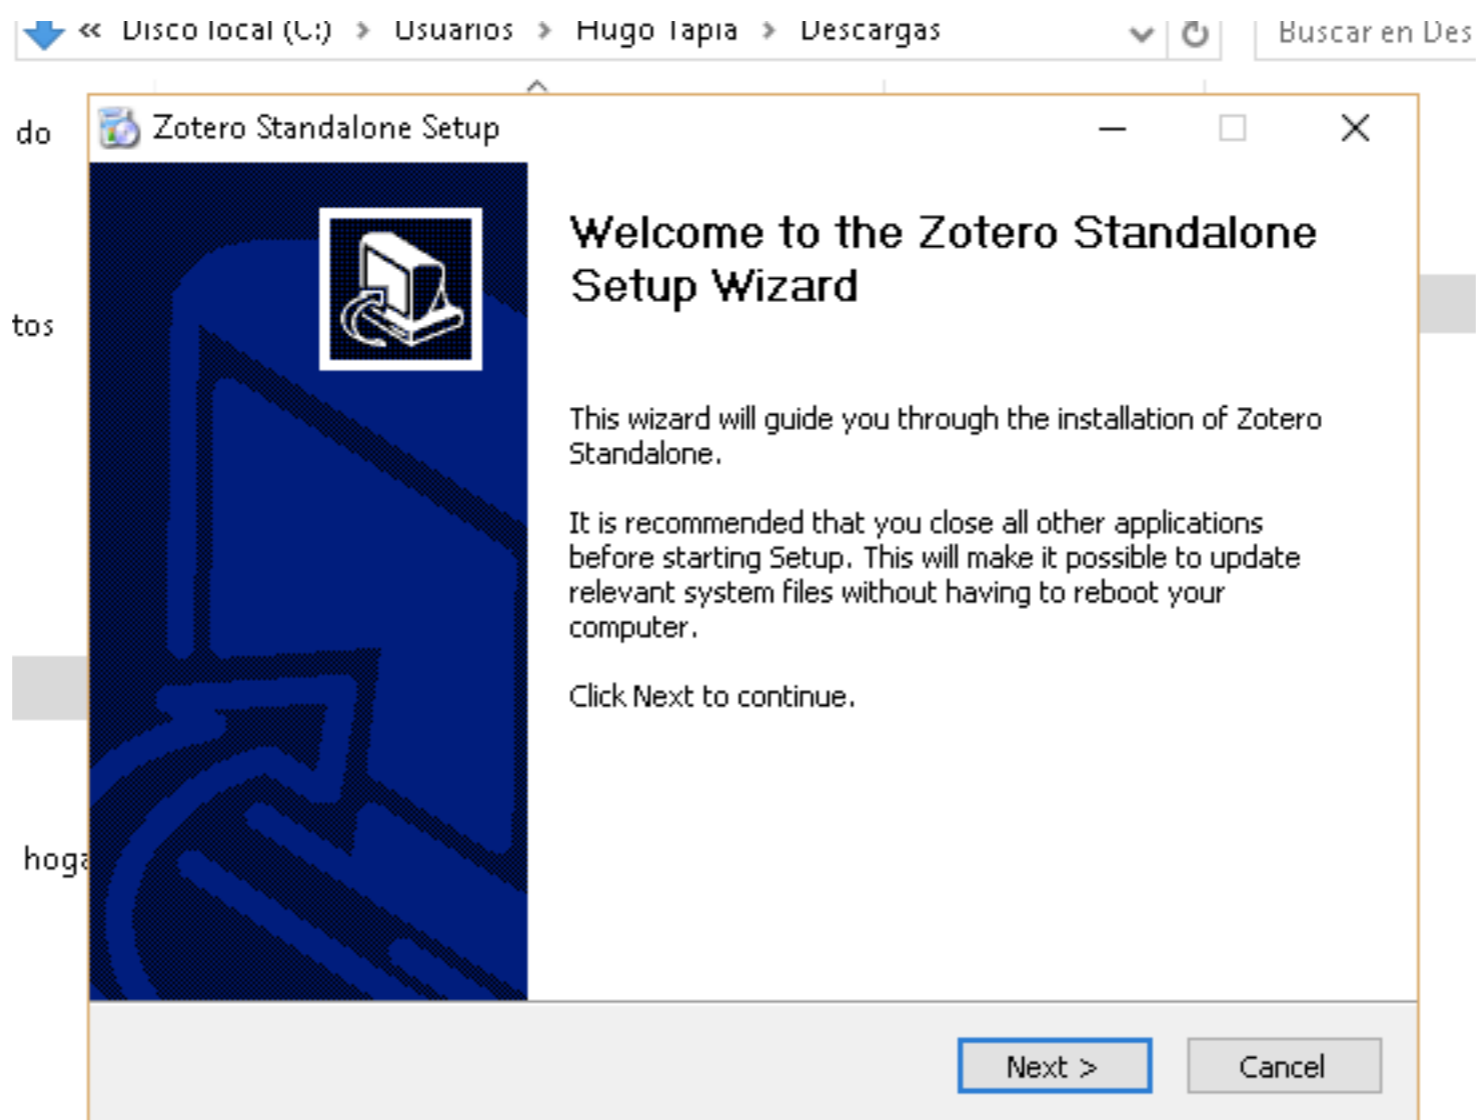 « Disco local (C:) > Usuarios > Hugo Tapia > Descargas
Buscar en Des
do
Zotero Standalone Setup
Welcome to the Zotero Standalone
Setup Wizard
tos
This wizard will guide you through the installation of Zotero
Standalone.
It is recommended that you close all other applications
before starting Setup. This will make it possible to update
relevant system files without having to reboot your
computer.
Click Next to continue.
hoga
Next >
Cancel